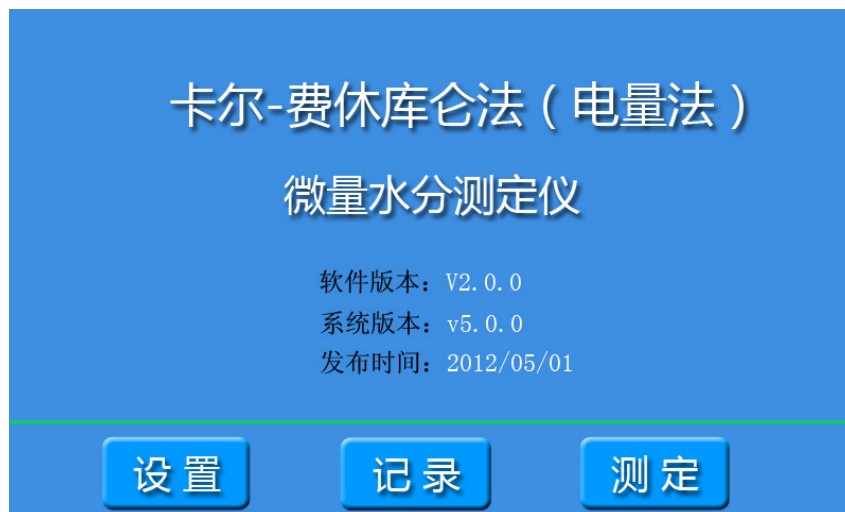 卡尔-费休库仑法（电量法）
微量水分测定仪
软件版本：V2.0.0
系统版本：v5.0.0
发布时间：2012/05/01
设置 记录 测定